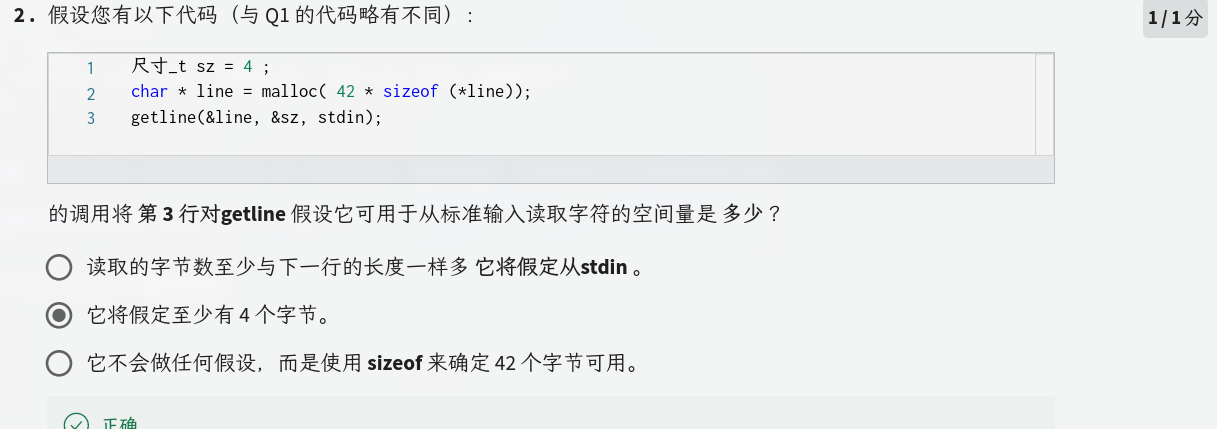 2. 假设您有以下代码（与 Q1 的代码略有不同）:
1 / 1 分
1 尺寸_t sz = 4 ;
2 char * line = malloc( 42 * sizeof (*line));
3 getline(&line, &sz, stdin);
的调用将 第 3 行对getline 假设它可用于从标准输入读取字符的空间量是 多少？
读取的字节数至少与下一行的长度一样多 它将假定从stdin 。
它将假定至少有 4 个字节。
它不会做任何假设，而是使用 sizeof 来确定 42 个字节可用。
正确